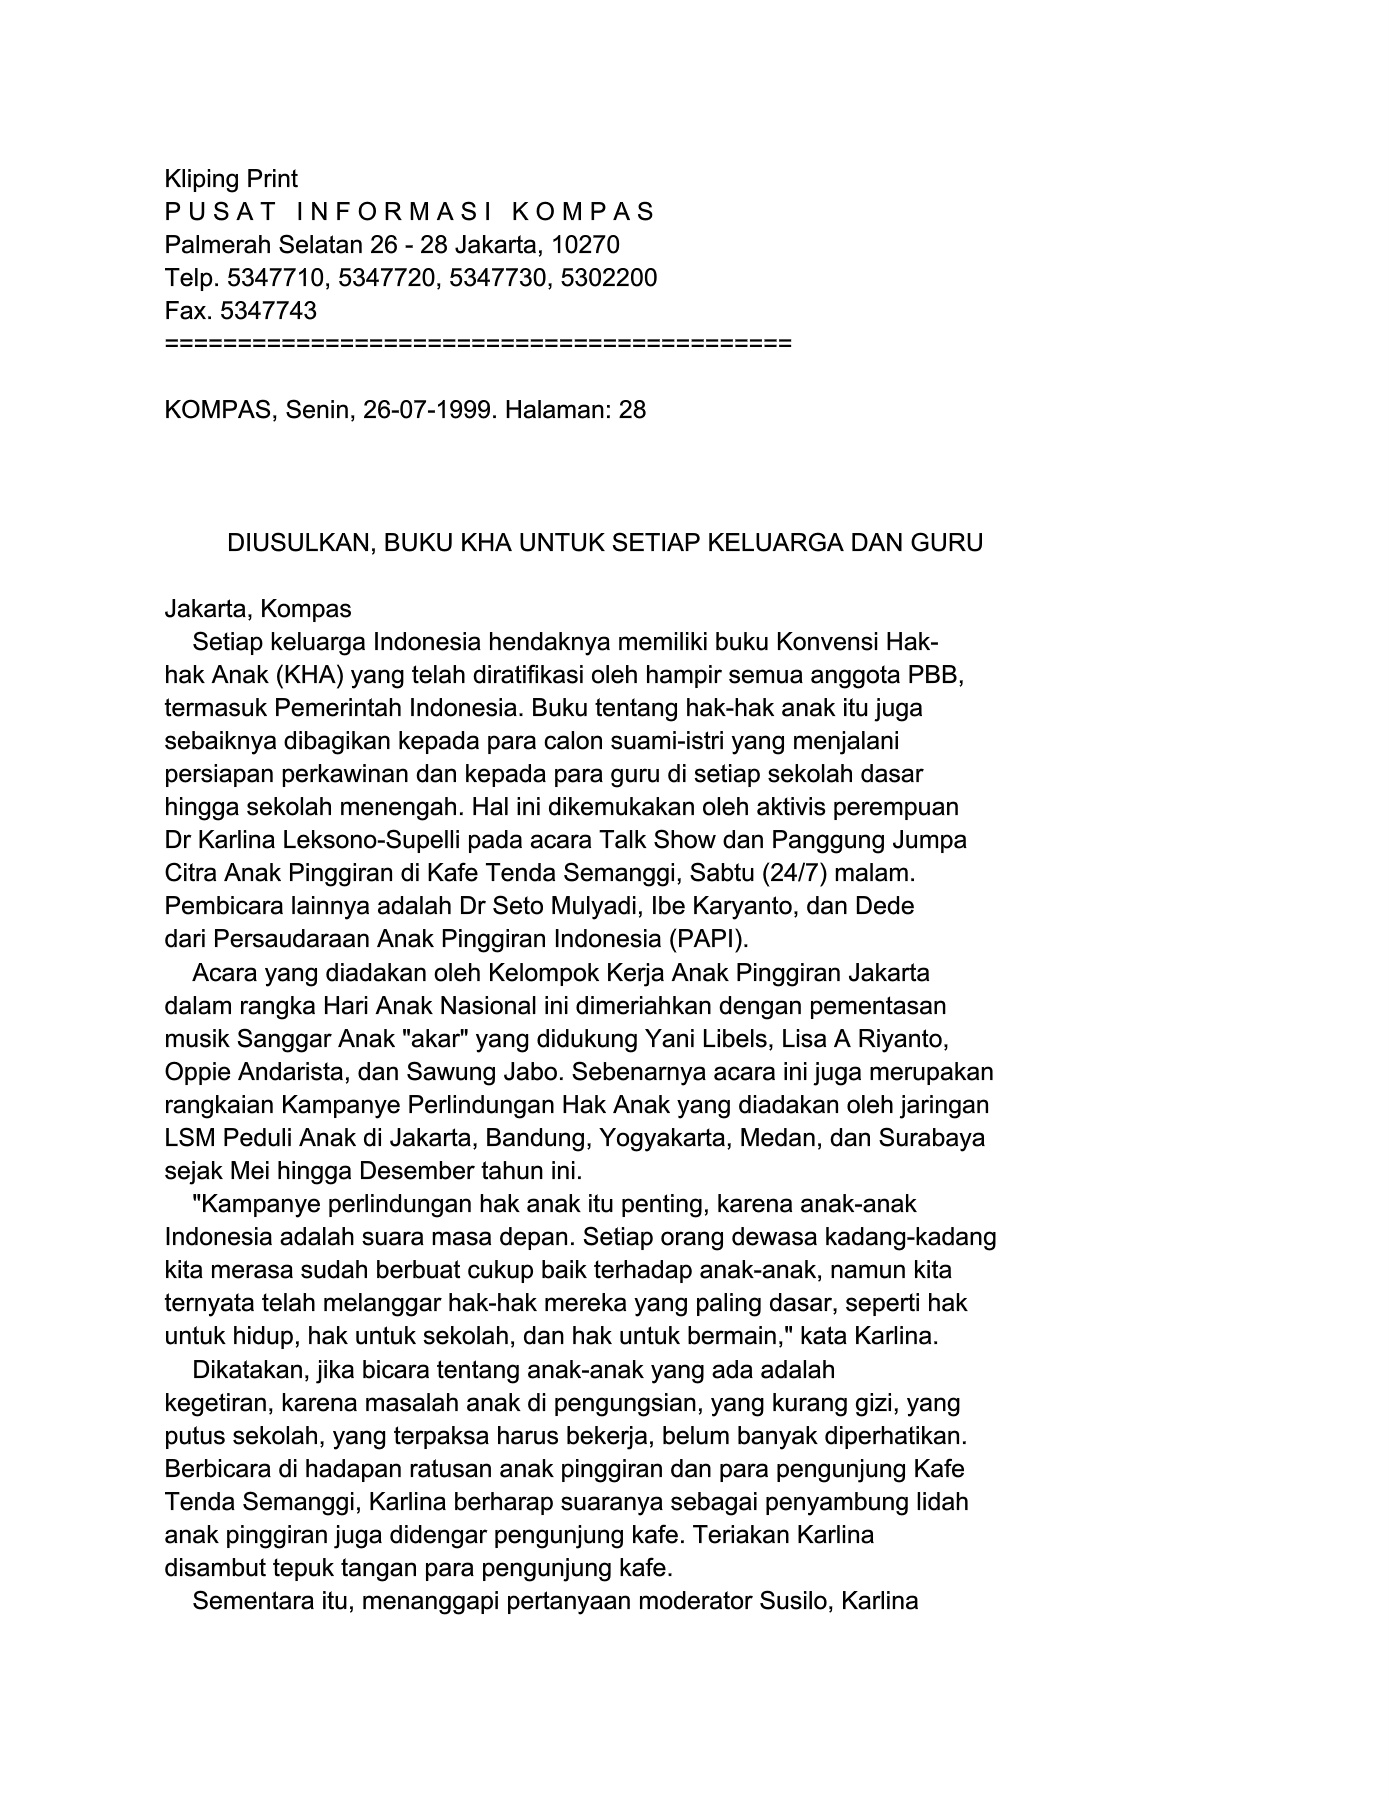 Kliping Print
P U S A T   I N F O R M A S I   K O M P A S
Palmerah Selatan 26 - 28 Jakarta, 10270
Telp. 5347710, 5347720, 5347730, 5302200
Fax. 5347743
===========================================
KOMPAS, Senin, 26-07-1999. Halaman: 28
DIUSULKAN, BUKU KHA UNTUK SETIAP KELUARGA DAN GURU
Jakarta, Kompas
Setiap keluarga Indonesia hendaknya memiliki buku Konvensi Hak-
hak Anak (KHA) yang telah diratifikasi oleh hampir semua anggota PBB,
termasuk Pemerintah Indonesia. Buku tentang hak-hak anak itu juga
sebaiknya dibagikan kepada para calon suami-istri yang menjalani
persiapan perkawinan dan kepada para guru di setiap sekolah dasar
hingga sekolah menengah. Hal ini dikemukakan oleh aktivis perempuan
Dr Karlina Leksono-Supelli pada acara Talk Show dan Panggung Jumpa
Citra Anak Pinggiran di Kafe Tenda Semanggi, Sabtu (24/7) malam.
Pembicara lainnya adalah Dr Seto Mulyadi, Ibe Karyanto, dan Dede
dari Persaudaraan Anak Pinggiran Indonesia (PAPI).
Acara yang diadakan oleh Kelompok Kerja Anak Pinggiran Jakarta
dalam rangka Hari Anak Nasional ini dimeriahkan dengan pementasan
musik Sanggar Anak "akar" yang didukung Yani Libels, Lisa A Riyanto,
Oppie Andarista, dan Sawung Jabo. Sebenarnya acara ini juga merupakan
rangkaian Kampanye Perlindungan Hak Anak yang diadakan oleh jaringan
LSM Peduli Anak di Jakarta, Bandung, Yogyakarta, Medan, dan Surabaya
sejak Mei hingga Desember tahun ini.
"Kampanye perlindungan hak anak itu penting, karena anak-anak
Indonesia adalah suara masa depan. Setiap orang dewasa kadang-kadang
kita merasa sudah berbuat cukup baik terhadap anak-anak, namun kita
ternyata telah melanggar hak-hak mereka yang paling dasar, seperti hak
untuk hidup, hak untuk sekolah, dan hak untuk bermain," kata Karlina.
Dikatakan, jika bicara tentang anak-anak yang ada adalah
kegetiran, karena masalah anak di pengungsian, yang kurang gizi, yang
putus sekolah, yang terpaksa harus bekerja, belum banyak diperhatikan.
Berbicara di hadapan ratusan anak pinggiran dan para pengunjung Kafe
Tenda Semanggi, Karlina berharap suaranya sebagai penyambung lidah
anak pinggiran juga didengar pengunjung kafe. Teriakan Karlina
disambut tepuk tangan para pengunjung kafe.
Sementara itu, menanggapi pertanyaan moderator Susilo, Karlina